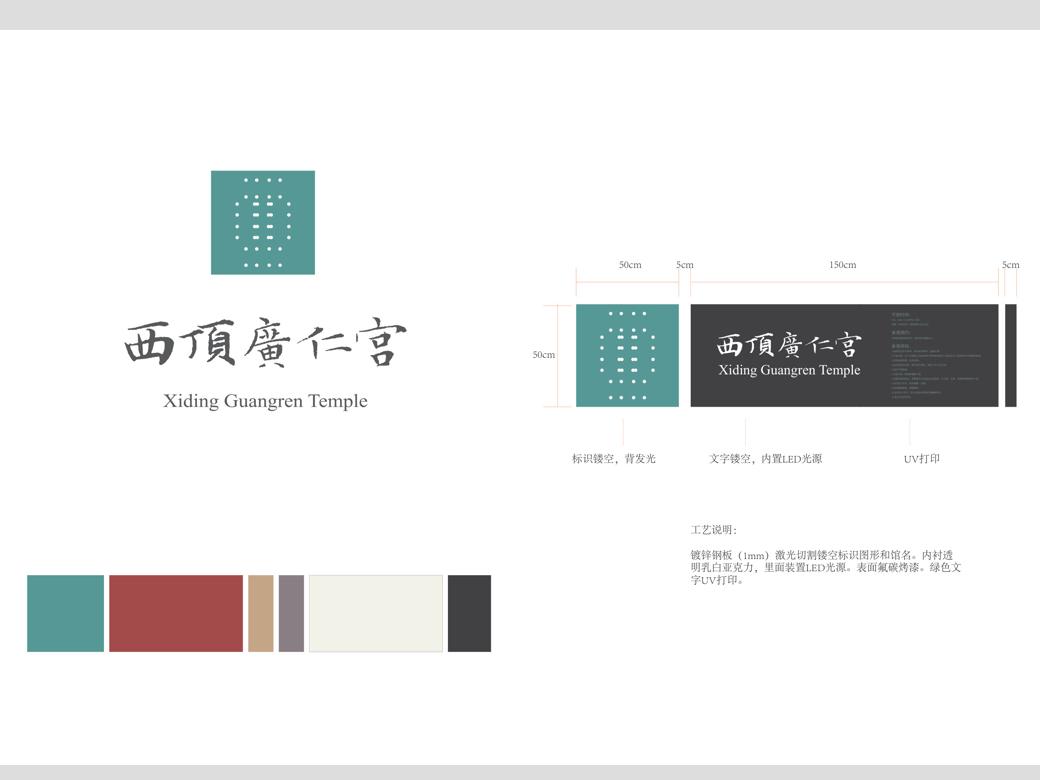 西頂廣仁宮
Xiding Guangren Temple
50cm
5cm
150cm
5cm
50cm
西頂廣仁宮
Xiding Guangren Temple
标识镂空，背发光
文字镂空，内置LED光源
UV打印
工艺说明：
镀锌钢板（1mm）激光切割镂空标识图形和馆名。内衬透
明乳白亚克力，里面装置LED光源。表面氟碳烤漆。绿色文
字UV打印。